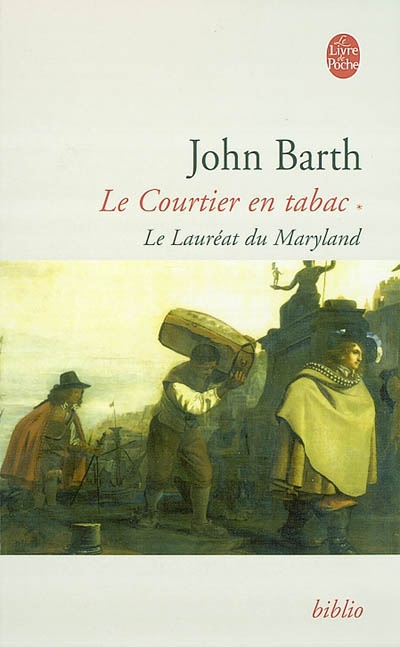 Le
Livre
de
Poche
John Barth
Le Courtier en tabac *
Le Lauréat du Maryland
biblio